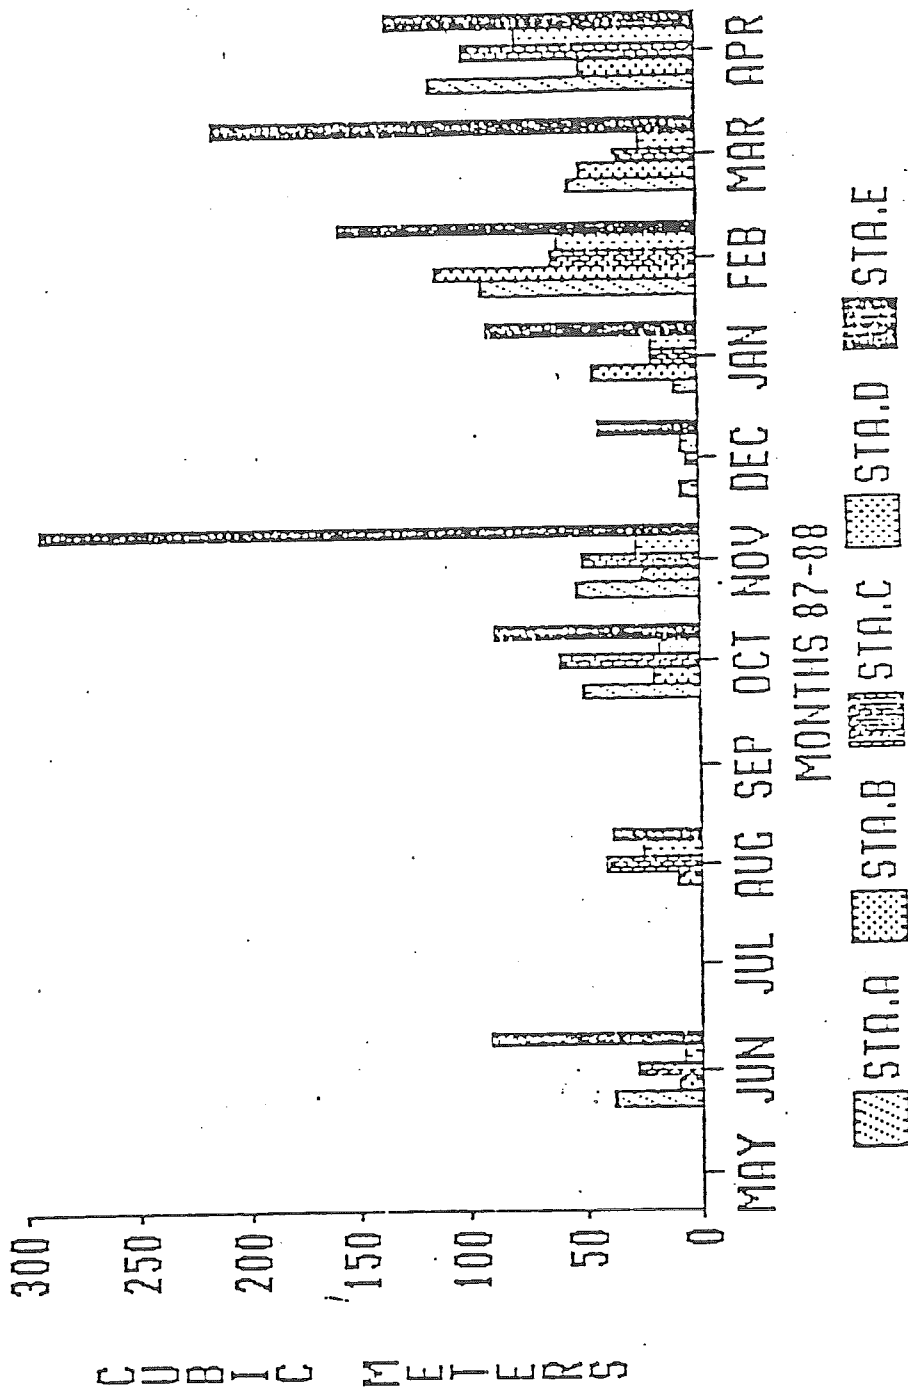 CUBIC METERS
300
250
200
150
100
50
0
MAY JUN JUL AUG SEP OCT NOV DEC JAN FEB MAR APR
MONTHS 87-88
STA.A STA.B STA.C STA.D STA.E